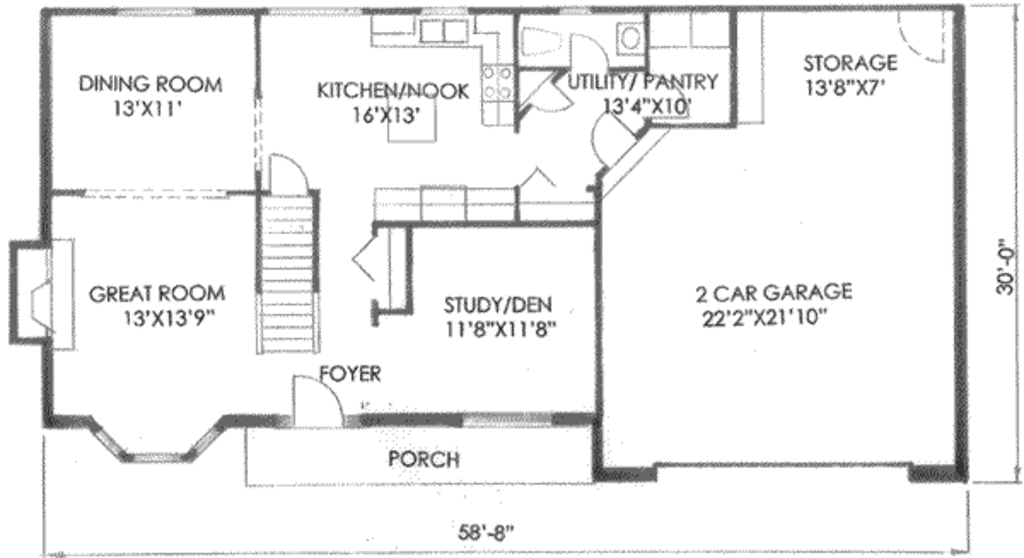 DINING ROOM
13'X11'
KITCHEN/NOOK
16'X13'
UTILITY/ PANTRY
13'4"X10'
STORAGE
13'8"X7'
GREAT ROOM
13'X13'9"
STUDY/DEN
11'8"X11'8"
2 CAR GARAGE
22'2"X21'10"
30'-0"
FOYER
PORCH
58'-8"